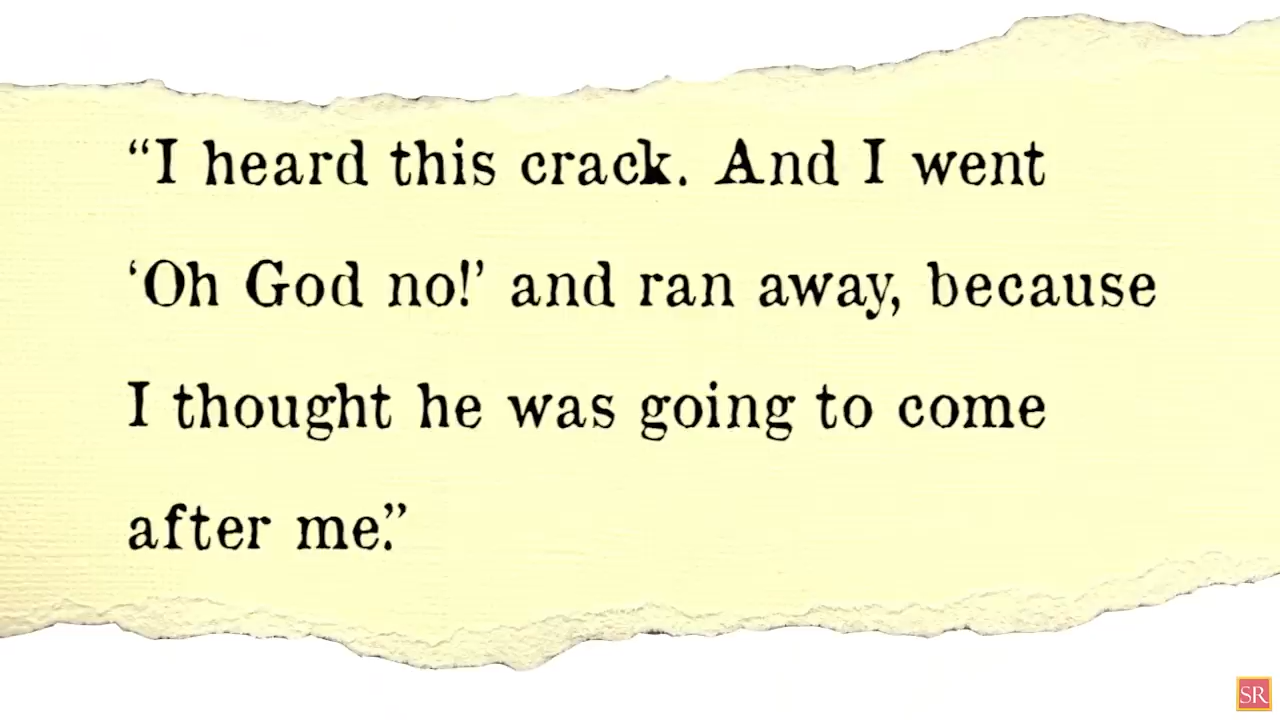 “I heard this crack. And I went
‘Oh God no!’ and ran away, because
I thought he was going to come
after me.”
SR